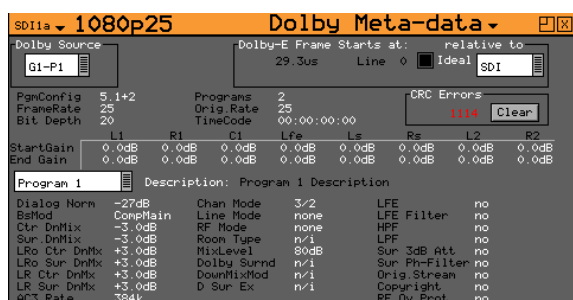 SDI1a 1080p25 Dolby Meta-data
Dolby Source Dolby-E Frame Starts at: relative to
G1-P1 29.3us Line 0 Ideal SDI
PgmConfig 5.1+2 Programs 2 CRC Errors
FrameRate 25 Orig.Rate 25 1114 Clear
Bit Depth 20 TimeCode 00:00:00:00
L1 R1 C1 Lfe Ls Rs L2 R2
StartGain 0.0dB 0.0dB 0.0dB 0.0dB 0.0dB 0.0dB 0.0dB 0.0dB
End Gain 0.0dB 0.0dB 0.0dB 0.0dB 0.0dB 0.0dB 0.0dB 0.0dB
Program 1 Description: Program 1 Description
Dialog Norm -27dB Chan Mode 3/2 LFE no
BsMod CompMain Line Mode none LFE Filter no
Ctr DnMix -3.0dB RF Mode none HPF no
Sur.DnMix -3.0dB Room Type n/i LPF no
LRo Ctr DnMx +3.0dB MixLevel 80dB Sur 3dB Att no
LRo Sur DnMx +3.0dB Dolby Surnd n/i Sur Ph-Filter no
LR Ctr DnMx +3.0dB DownMixMod n/i Orig.Stream no
LR Sur DnMx +3.0dB D Sur Ex n/i Copyright no
AC3 Rate 384k RF Ov Prot no